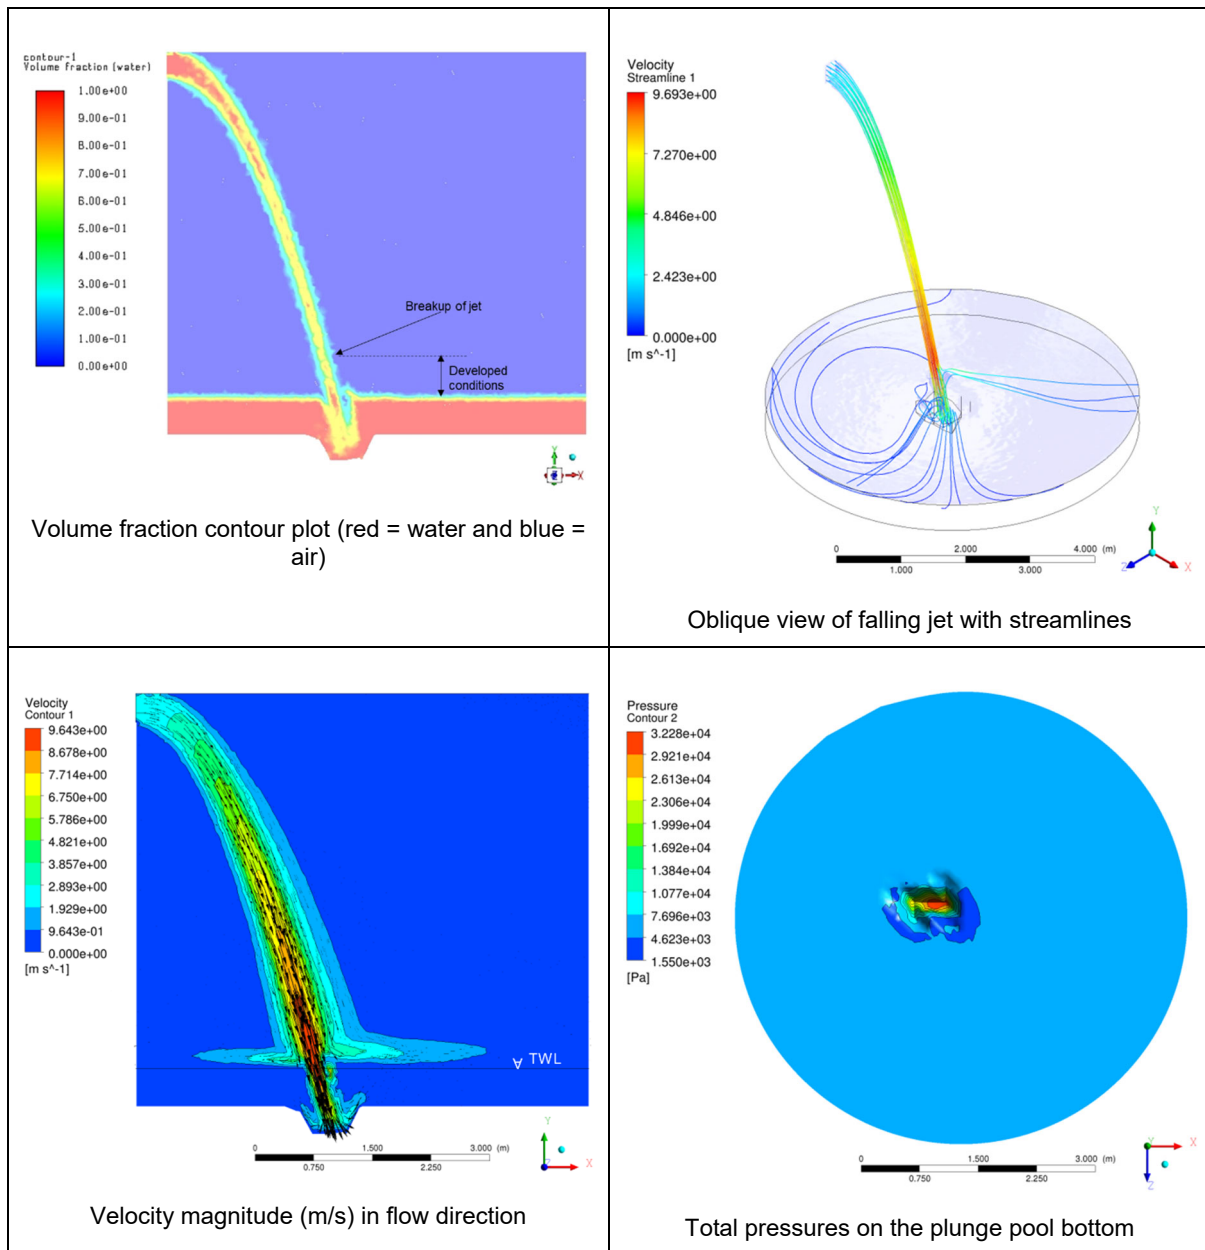 contour-1
Volume fraction (water)
1.00e+00
9.00e-01
8.00e-01
7.00e-01
6.00e-01
5.00e-01
4.00e-01
3.00e-01
2.00e-01
1.00e-01
0.00e+00
Breakup of jet
Developed
conditions
Y
X
Volume fraction contour plot (red = water and blue =
air)
Velocity
Streamline 1
9.693e+00
7.270e+00
4.846e+00
2.423e+00
0.000e+00
[m s^-1]
0 2.000 4.000 (m)
1.000 3.000
Y
Z X
Oblique view of falling jet with streamlines
Velocity
Contour 1
9.643e+00
8.678e+00
7.714e+00
6.750e+00
5.786e+00
4.821e+00
3.857e+00
2.893e+00
1.929e+00
9.643e-01
0.000e+00
[m s^-1]
TWL
0 1.500 3.000 (m)
0.750 2.250
Y
Z X
Velocity magnitude (m/s) in flow direction
Pressure
Contour 2
3.228e+04
2.921e+04
2.613e+04
2.306e+04
1.999e+04
1.692e+04
1.384e+04
1.077e+04
7.696e+03
4.623e+03
1.550e+03
[Pa]
0 1.500 3.000 (m)
0.750 2.250
Y X
Z
Total pressures on the plunge pool bottom